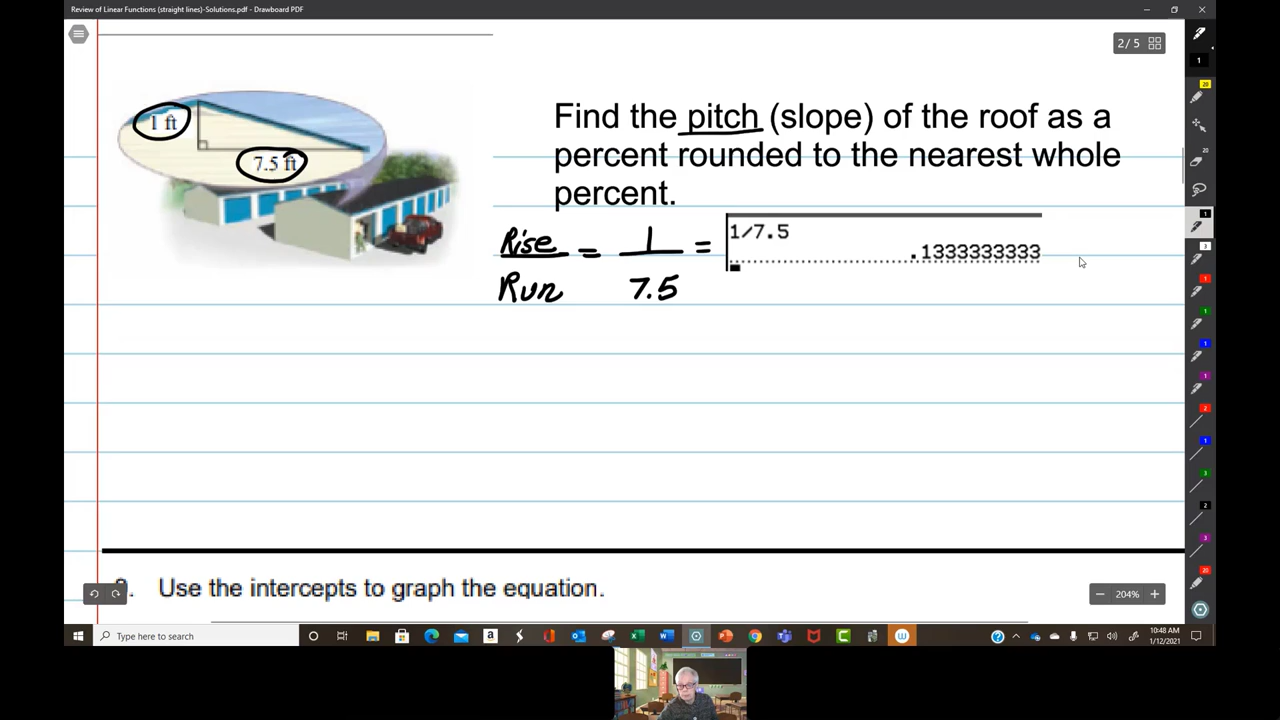 Review of Linear Functions (straight lines)-Solutions.pdf - Drawboard PDF
2/5
1
1 ft
7.5 ft
Find the pitch (slope) of the roof as a
percent rounded to the nearest whole
percent.
Rise = 1 = 1/7.5
.1333333333
Run 7.5
Use the intercepts to graph the equation.
204%
Type here to search
10:48 AM
1/12/2021